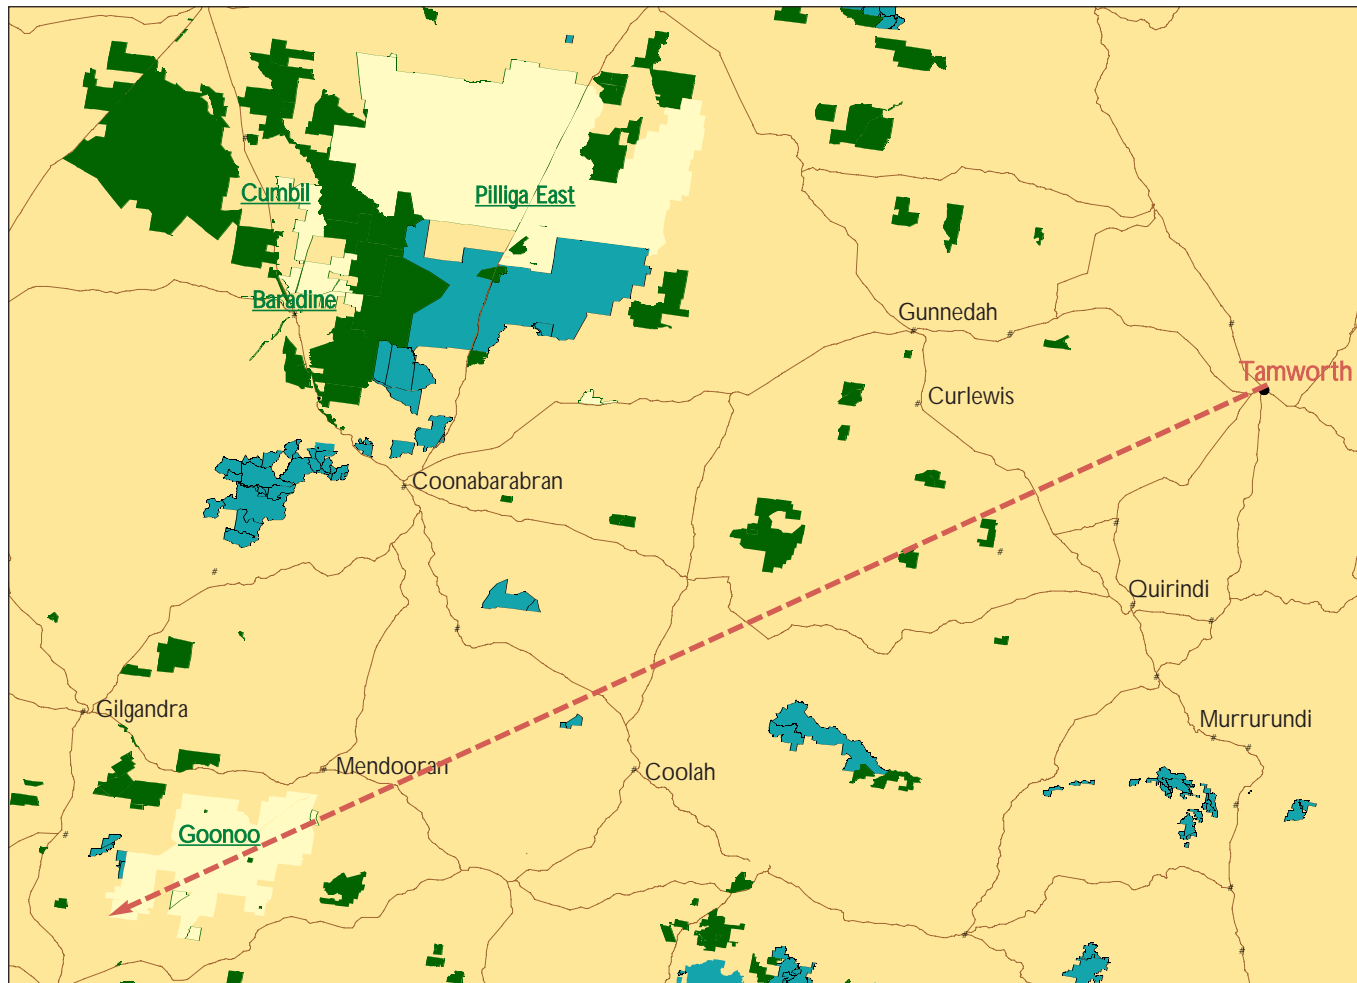 Cumbil
Pilliga East
Baradine
Gunnedah
Tamworth
Curlewis
Coonabarabran
Quirindi
Gilgandra
Murrurundi
Mendooran
Coolah
Goonoo